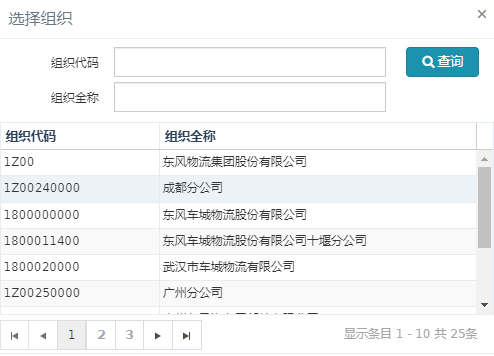 选择组织 ×
组织代码 查询
组织全称
组织代码 组织全称
1Z00 东风物流集团股份有限公司
1Z00240000 成都分公司
1800000000 东风车城物流股份有限公司
1800011400 东风车城物流股份有限公司十堰分公司
1800020000 武汉市车城物流有限公司
1Z00250000 广州分公司
1 2 3 显示条目 1 - 10 共 25条